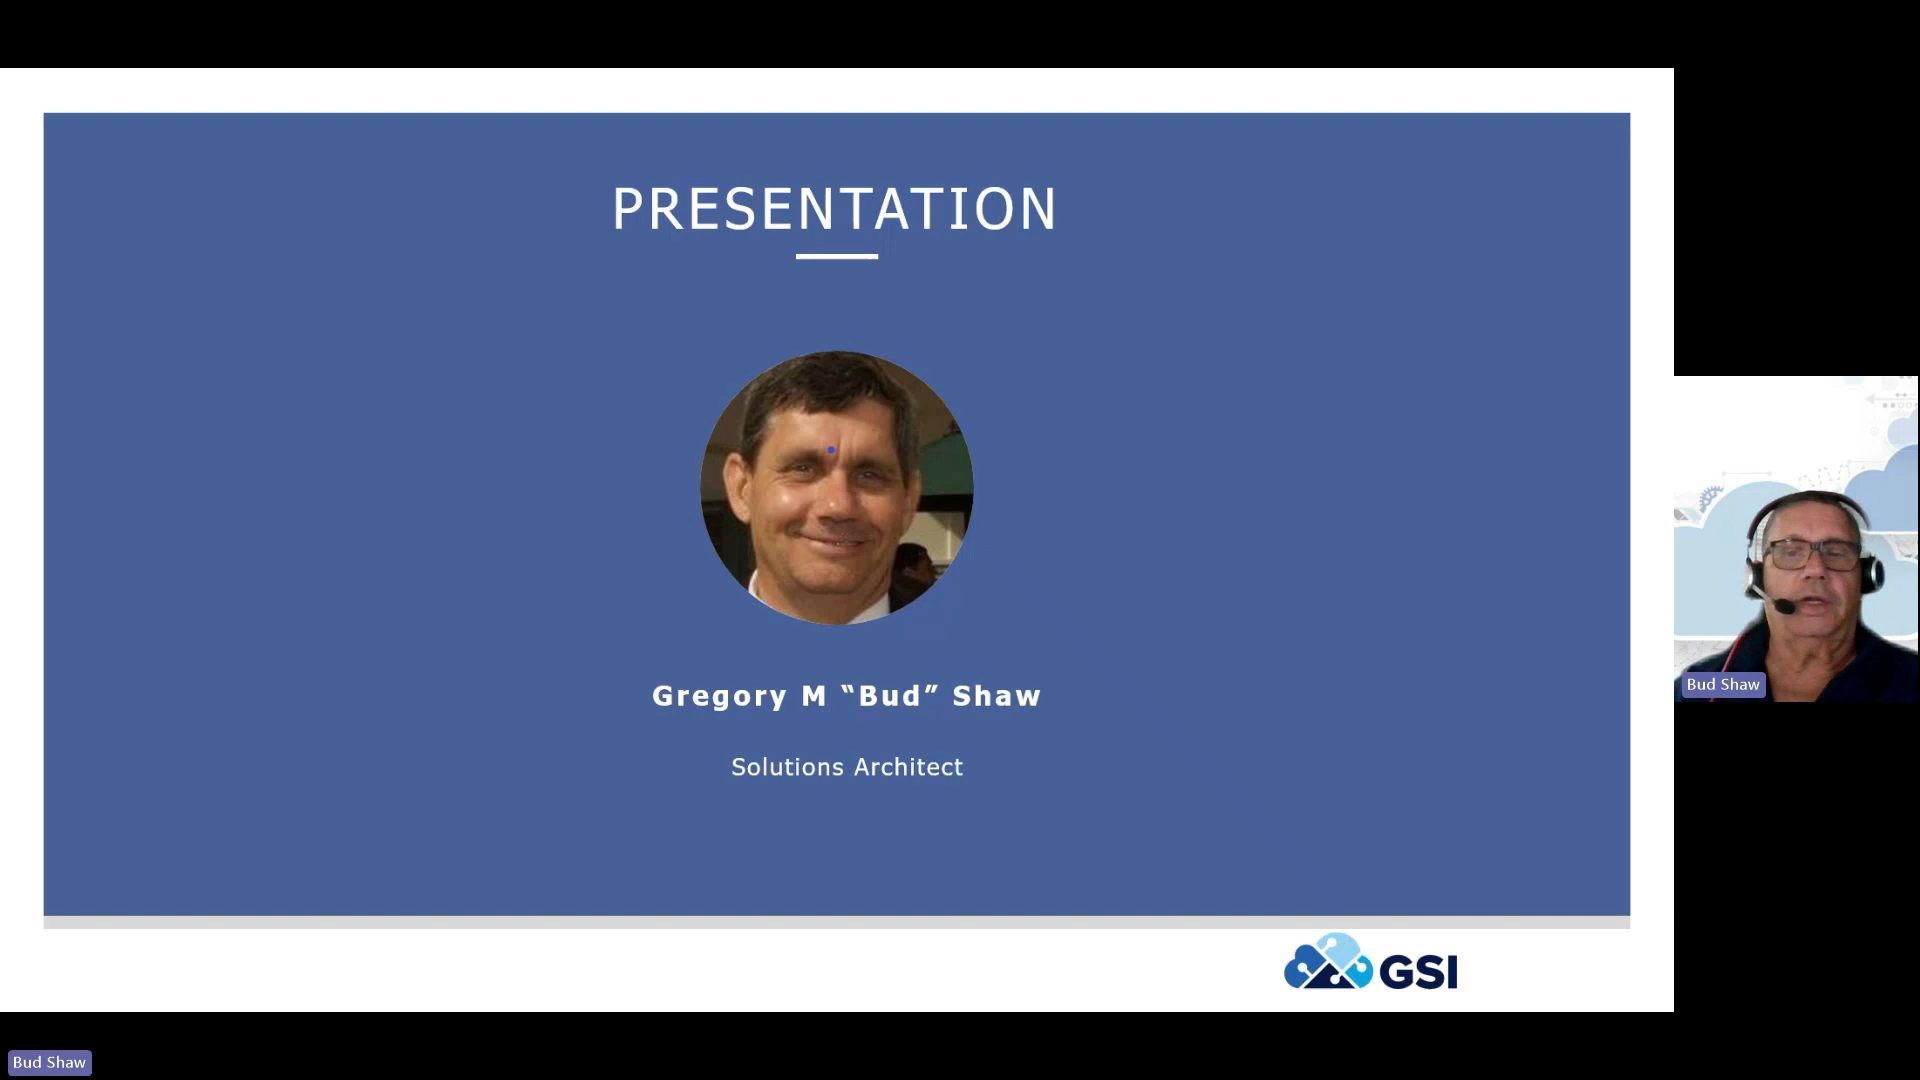 PRESENTATION
Gregory M “Bud” Shaw
Solutions Architect
GSI
Bud Shaw
Bud Shaw